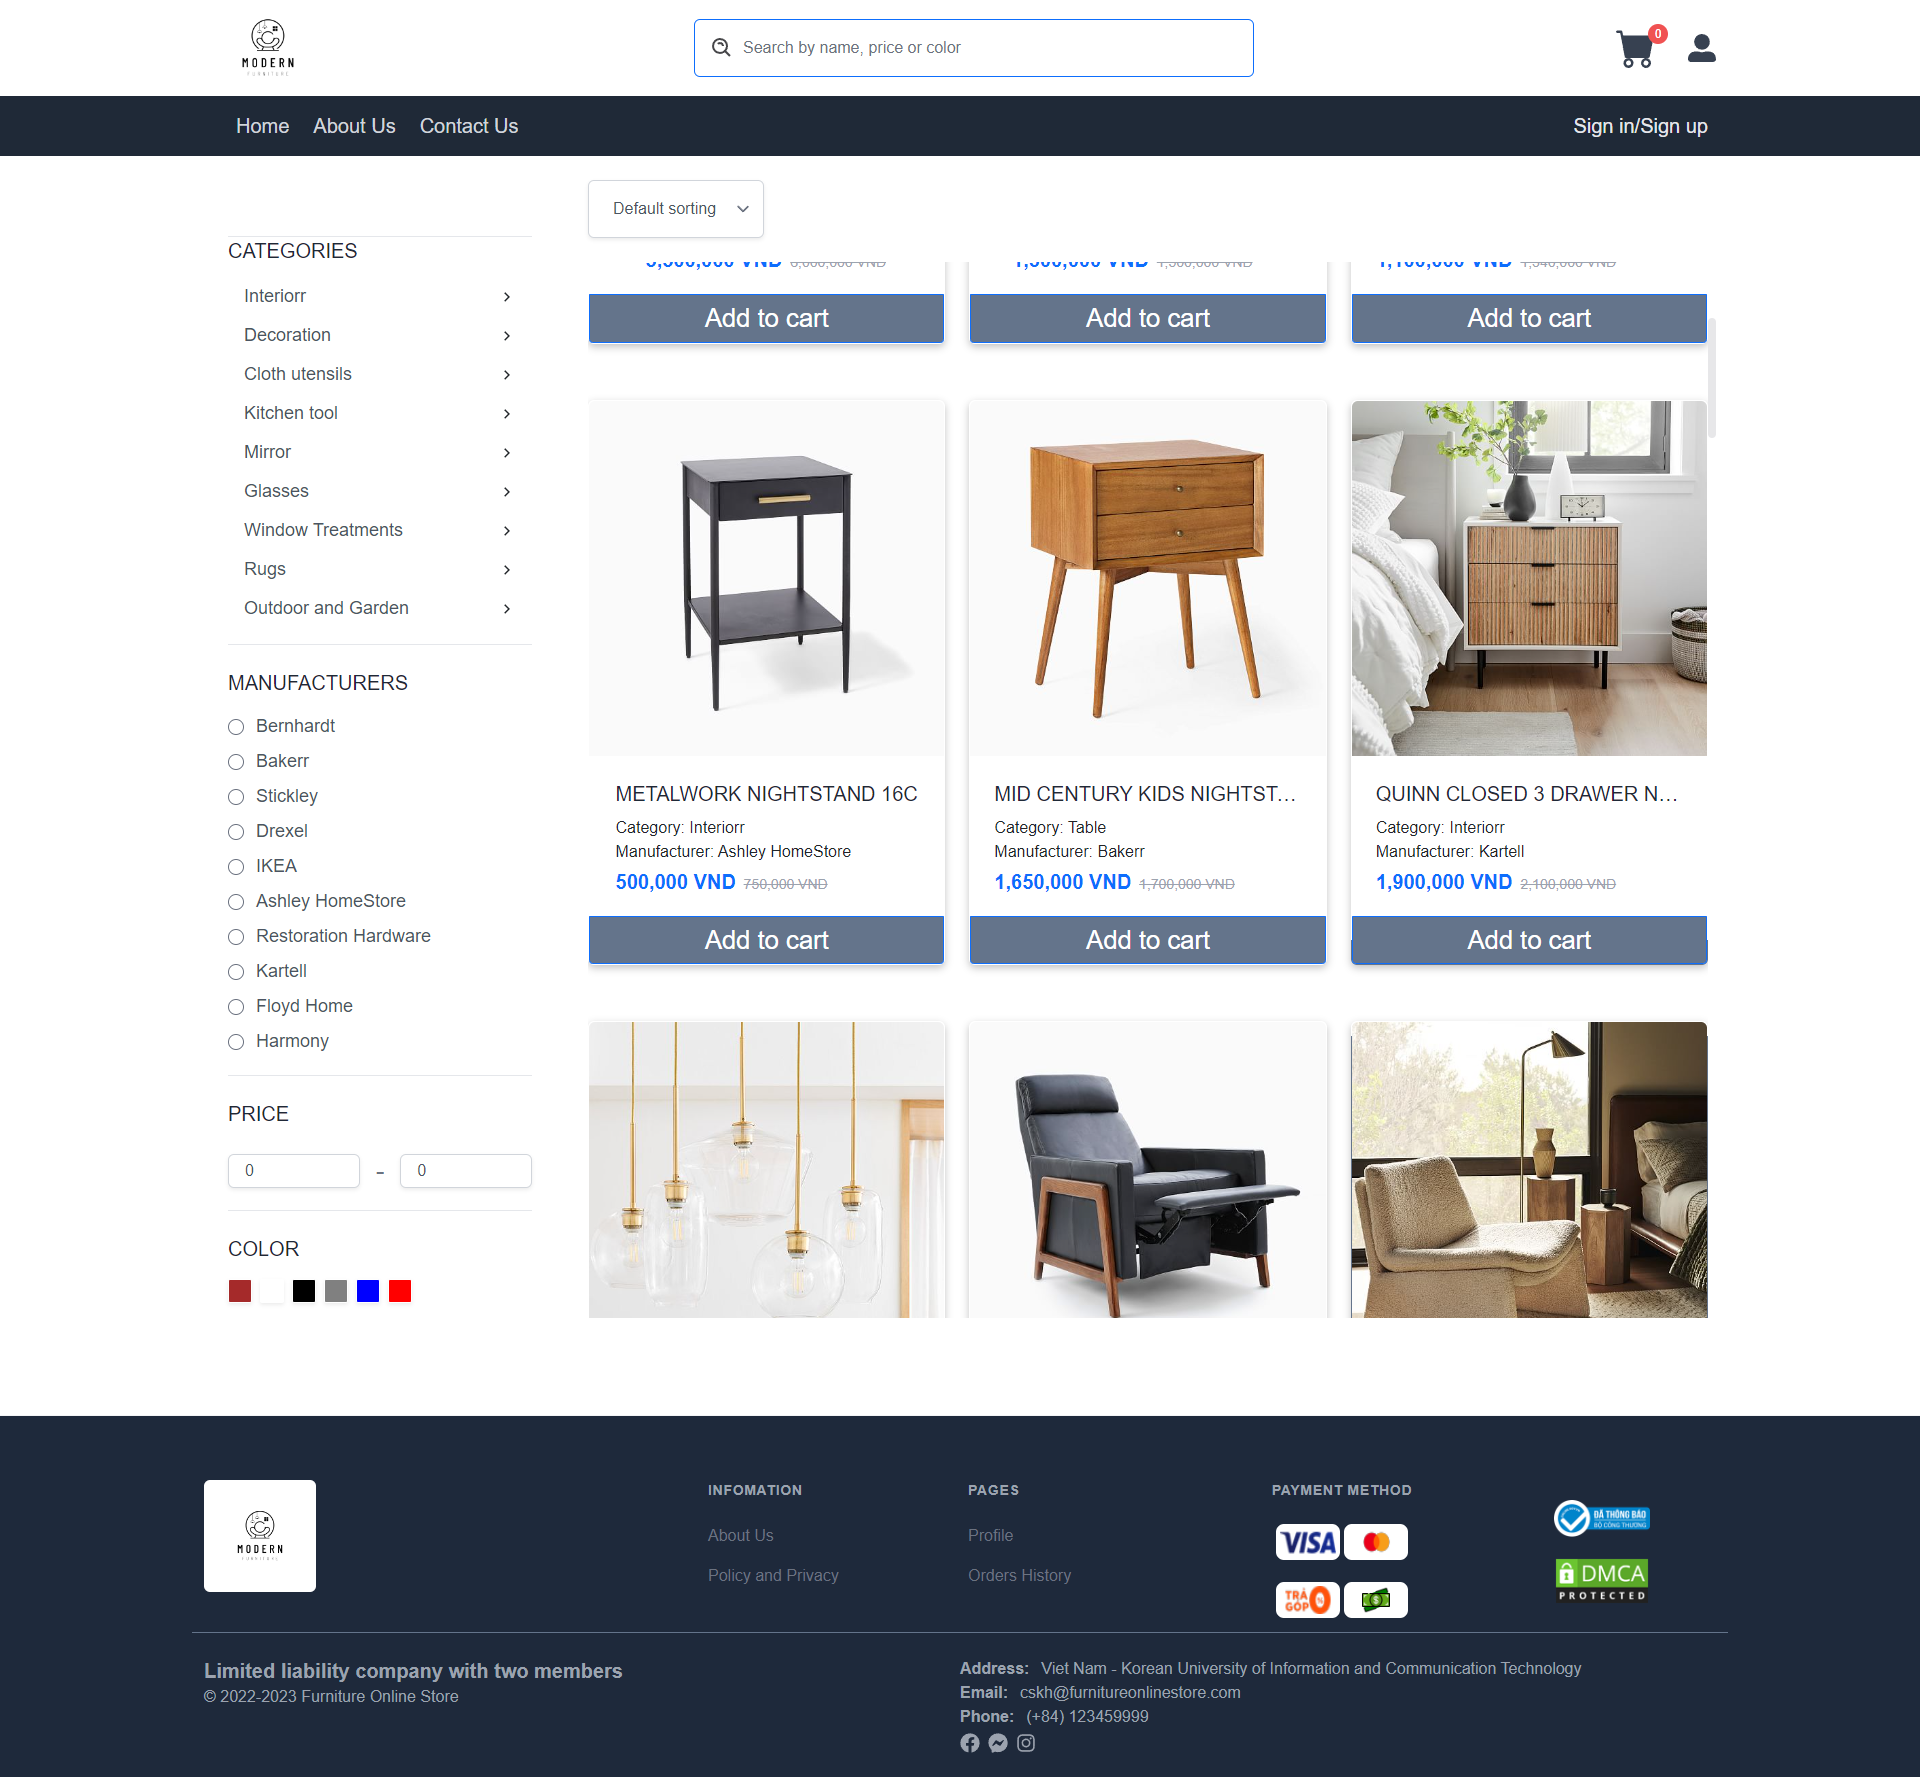 MODERN
FURNITURE
Search by name, price or color
0
Home About Us Contact Us
Sign in/Sign up
Default sorting
CATEGORIES
Interiorr
Decoration
Cloth utensils
Kitchen tool
Mirror
Glasses
Window Treatments
Rugs
Outdoor and Garden
MANUFACTURERS
Bernhardt
Bakerr
Stickley
Drexel
IKEA
Ashley HomeStore
Restoration Hardware
Kartell
Floyd Home
Harmony
PRICE
0 - 0
COLOR
Add to cart
Add to cart
Add to cart
METALWORK NIGHTSTAND 16C
Category: Interiorr
Manufacturer: Ashley HomeStore
500,000 VND 750,000 VND
Add to cart
MID CENTURY KIDS NIGHTST...
Category: Table
Manufacturer: Bakerr
1,650,000 VND 1,700,000 VND
Add to cart
QUINN CLOSED 3 DRAWER N...
Category: Interiorr
Manufacturer: Kartell
1,900,000 VND 2,100,000 VND
Add to cart
MODERN
FURNITURE
INFOMATION
About Us
Policy and Privacy
PAGES
Profile
Orders History
PAYMENT METHOD
VISA
TRẢ
GÓP
ĐÃ THÔNG BÁO
BỘ CÔNG THƯƠNG
DMCA
PROTECTED
Limited liability company with two members
© 2022-2023 Furniture Online Store
Address: Viet Nam - Korean University of Information and Communication Technology
Email: cskh@furnitureonlinestore.com
Phone: (+84) 123459999